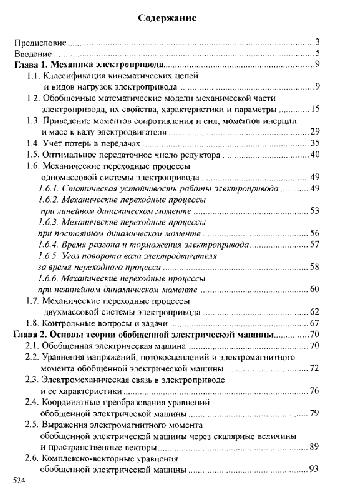 Содержание
Предисловие 3
Введение 5
Глава 1. Механика электропривода 9
1.1. Классификация кинематических цепей
и видов нагрузок электропривода 9
1.2. Обобщенные математические модели механической части
электропривода, их свойства, характеристики и параметры 15
1.3. Приведение моментов сопротивления и сил, моментов инерции
и масс к валу электродвигателя 29
1.4. Учёт потерь в передачах 35
1.5. Оптимальное передаточное число редуктора 40
1.6. Механические переходные процессы
одномассовой системы электропривода 49
1.6.1. Статическая устойчивость работы электропривода 49
1.6.2. Механические переходные процессы
при линейном динамическом моменте 53
1.6.3. Механические переходные процессы
при постоянном динамическом моменте 56
1.6.4. Время разгона и торможения электропривода 57
1.6.5. Угол поворота вала электродвигателя
за время переходного процесса 58
1.6.6. Механические переходные процессы
при нелинейном динамическом моменте 60
1.7. Механические переходные процессы
двухмассовой системы электропривода 62
1.8. Контрольные вопросы и задачи 67
Глава 2. Основы теории обобщенной электрической машины 70
2.1. Обобщенная электрическая машина 70
2.2. Уравнения напряжений, потокосцеплений и электромагнитного
момента обобщенной электрической машины 72
2.3. Электромеханическая связь в электроприводе
и ее характеристики 76
2.4. Координатные преобразования уравнений
обобщенной электрической машины 79
2.5. Выражения электромагнитного момента
обобщенной электрической машины через скалярные величины
и пространственные векторы 89
2.6. Комплексно-векторные уравнения
обобщенной электрической машины 93
524